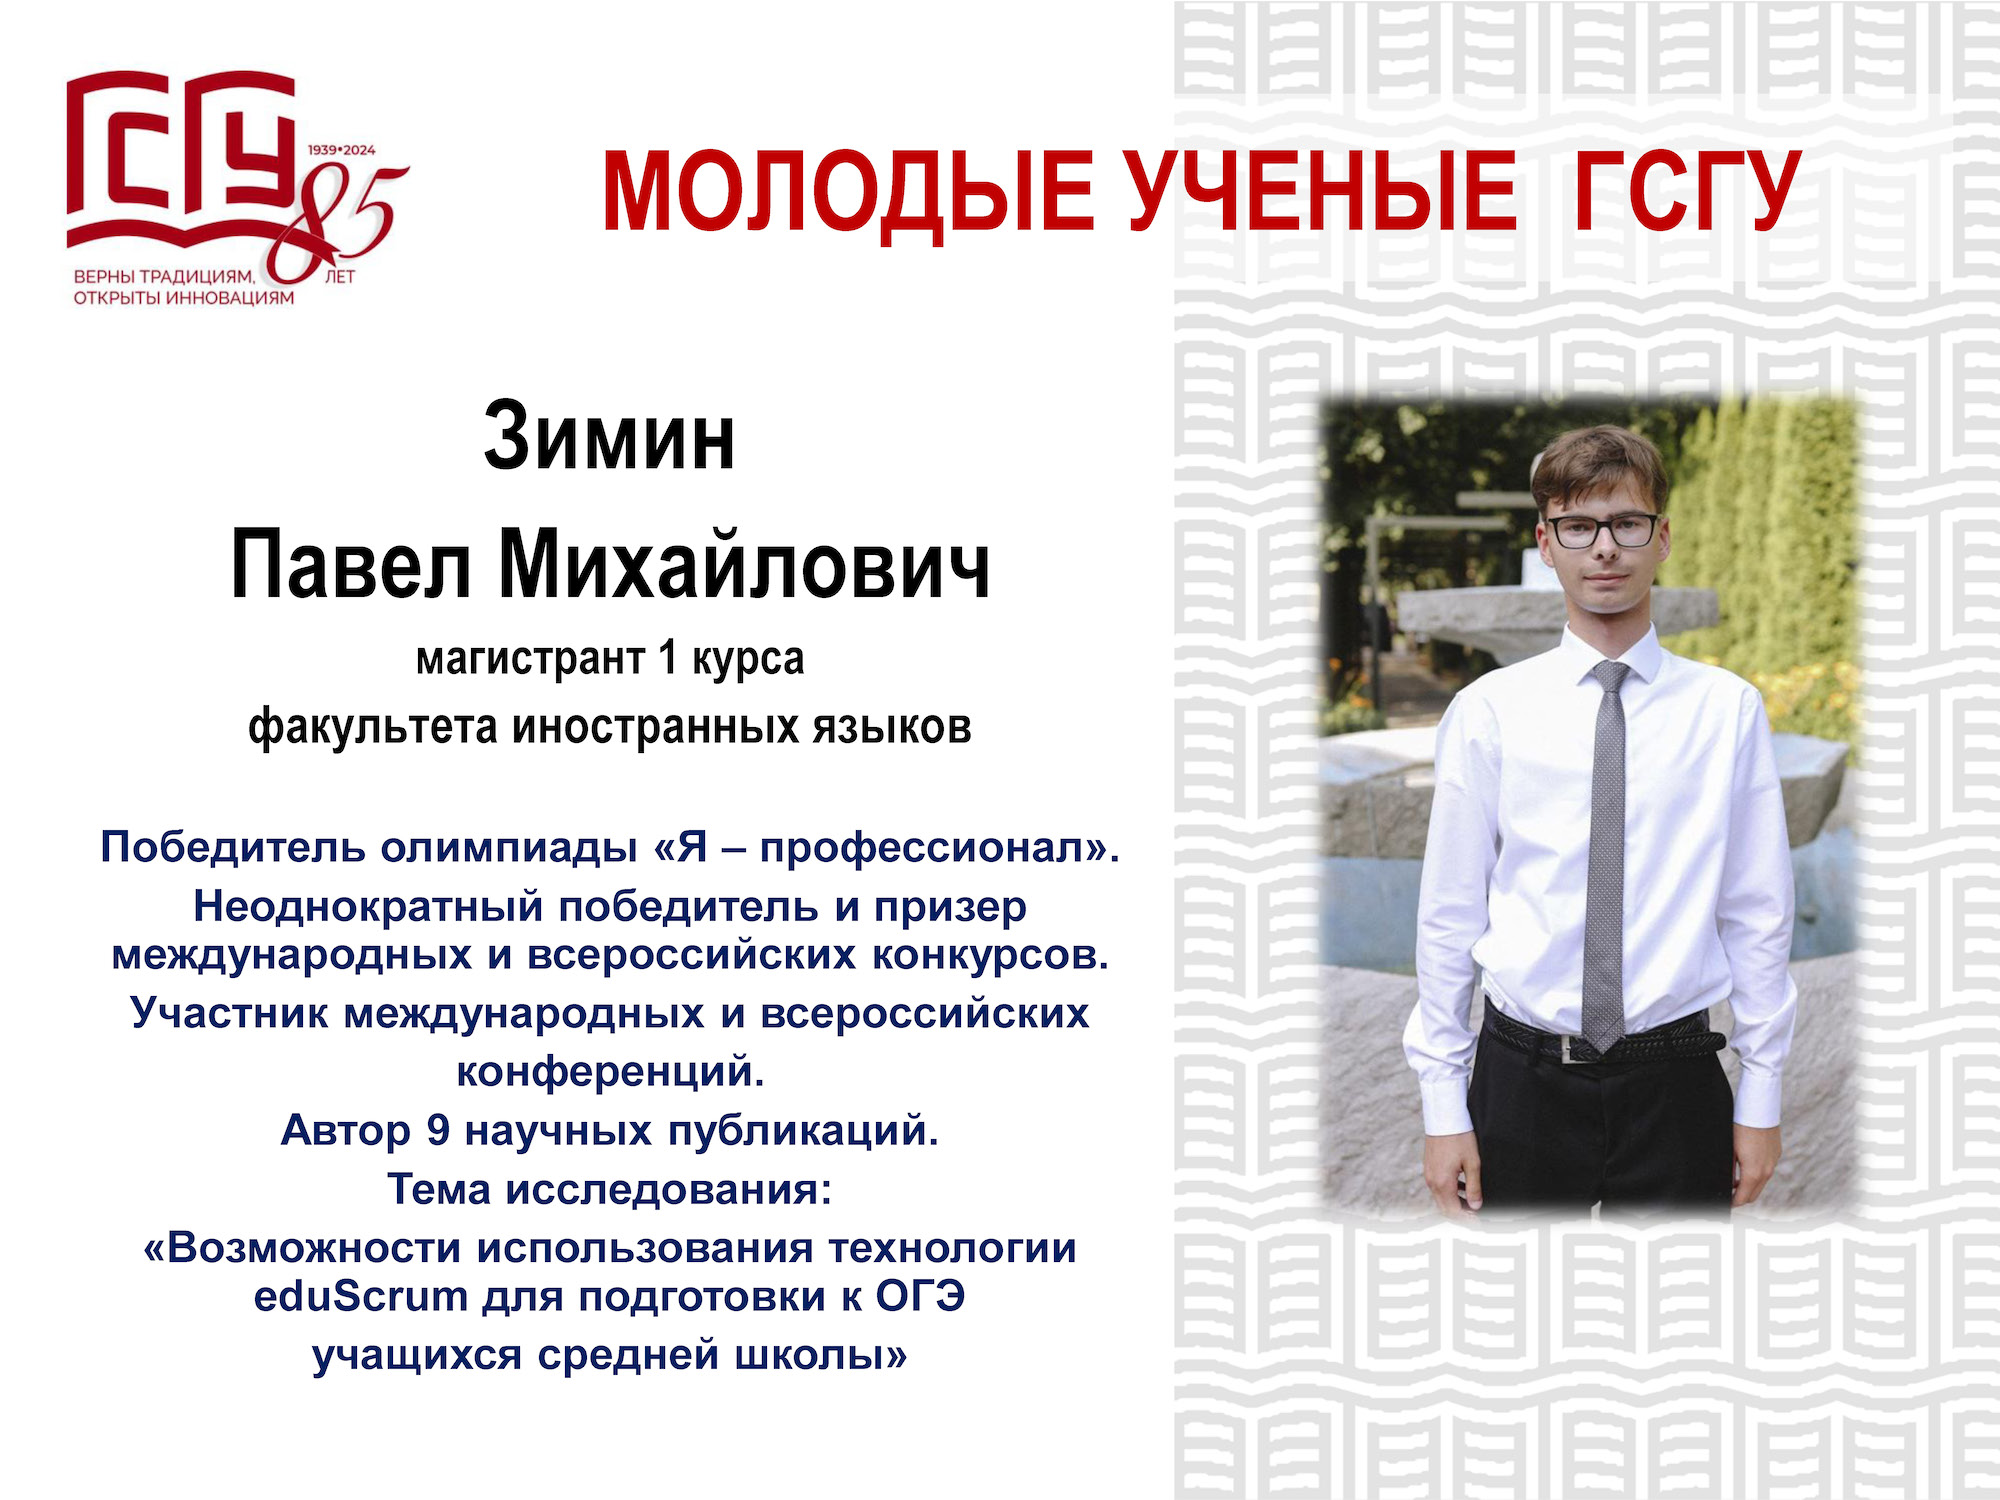 ГСГУ
1939•2024
85
ЛЕТ
ВЕРНЫ ТРАДИЦИЯМ,
ОТКРЫТЫ ИННОВАЦИЯМ
МОЛОДЫЕ УЧЕНЫЕ ГСГУ
Зимин
Павел Михайлович
магистрант 1 курса
факультета иностранных языков
Победитель олимпиады «Я – профессионал».
Неоднократный победитель и призер
международных и всероссийских конкурсов.
Участник международных и всероссийских
конференций.
Автор 9 научных публикаций.
Тема исследования:
«Возможности использования технологии
eduScrum для подготовки к ОГЭ
учащихся средней школы»